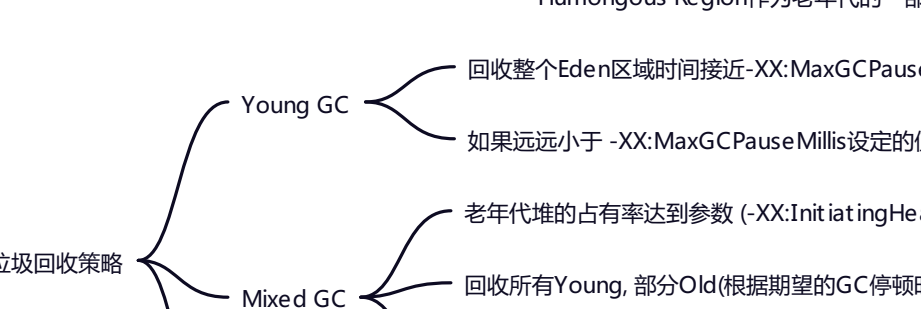 Humongous Region作为老年代的一部
回收整个Eden区域时间接近-XX:MaxGCPause
Young GC
如果远远小于 -XX:MaxGCPauseMillis设定的
老年代堆的占有率达到参数 (-XX:InitiatingHe
垃圾回收策略
回收所有Young, 部分Old(根据期望的GC停顿
Mixed GC